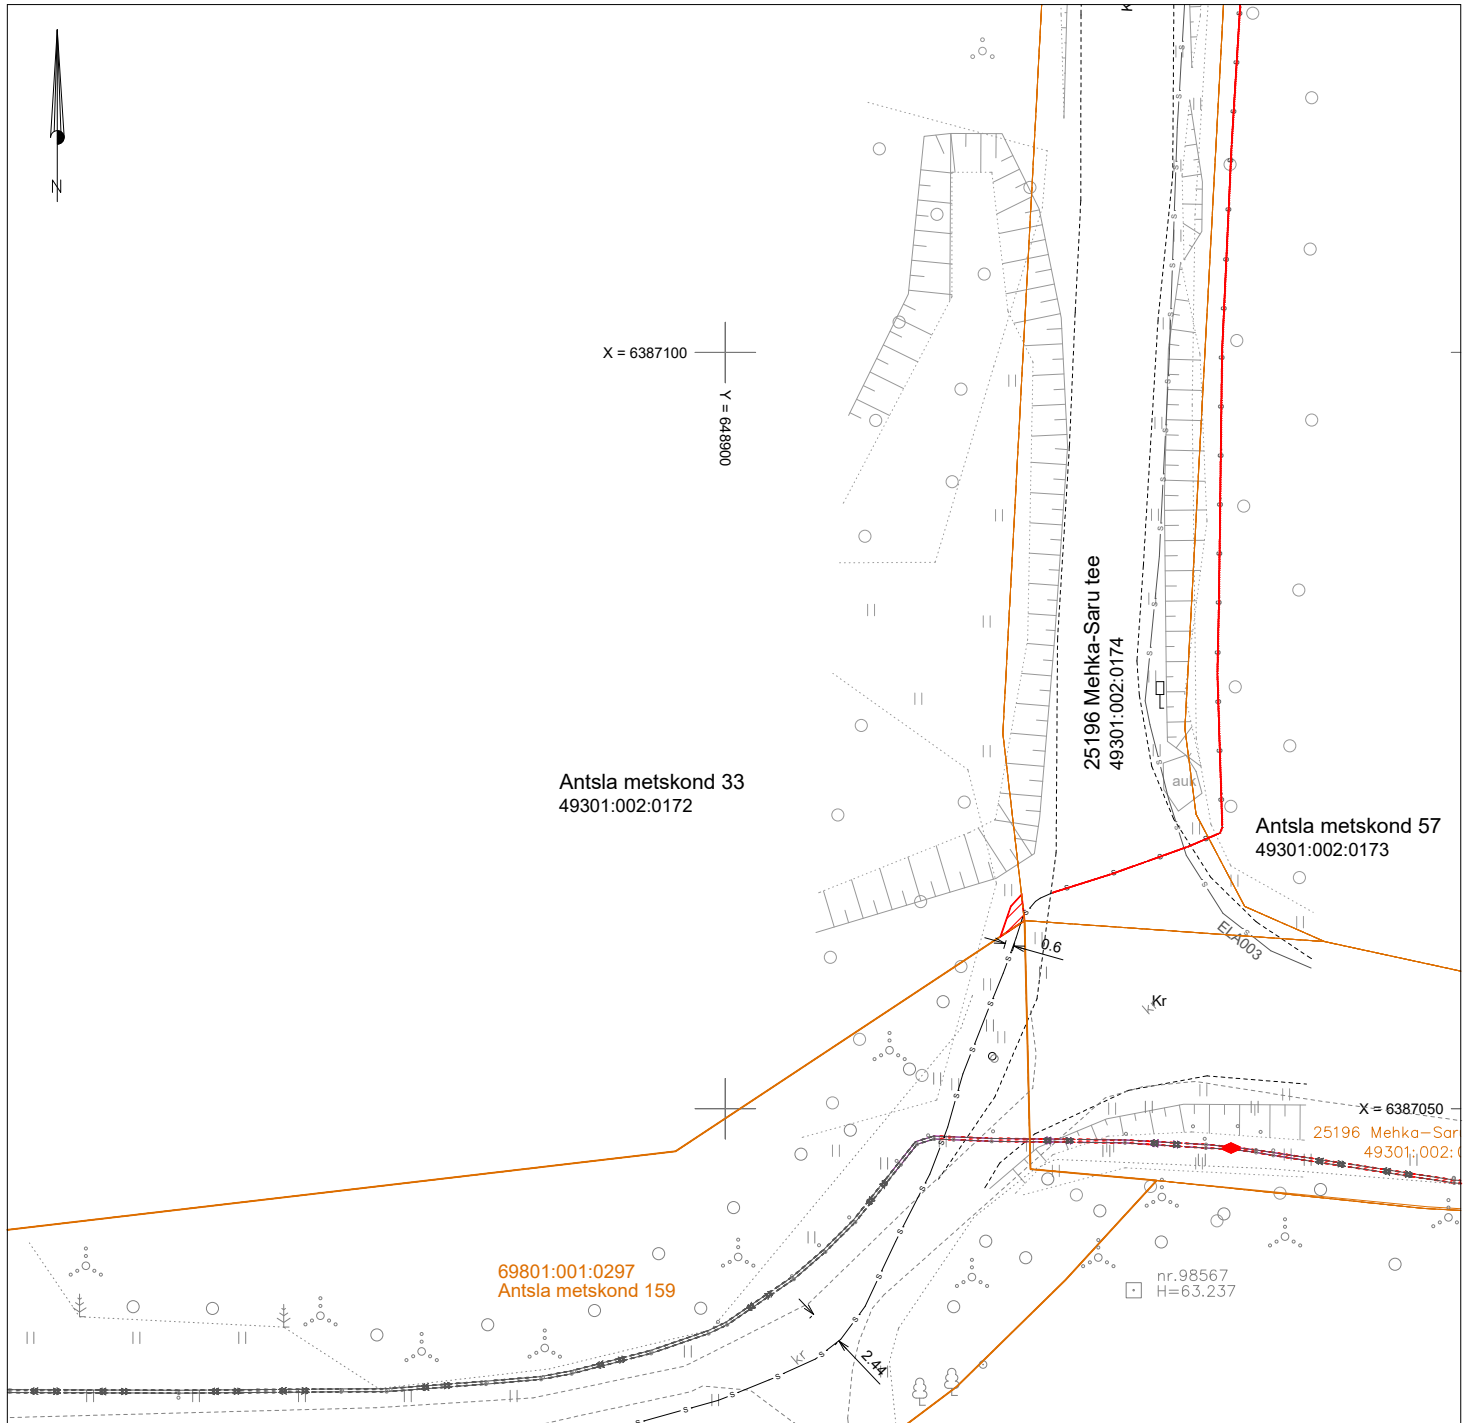 N
X = 6387100
Y = 648900
25196 Mehka-Saru tee
49301:002:0174
Antsla metskond 33
49301:002:0172
auk
Antsla metskond 57
49301:002:0173
ELA003
0.6
Kr
kr
X = 6387050
25196 Mehka-Sar
49301:002:
69801:001:0297
Antsla metskond 159
nr.98567
H=63.237
kr
2.44